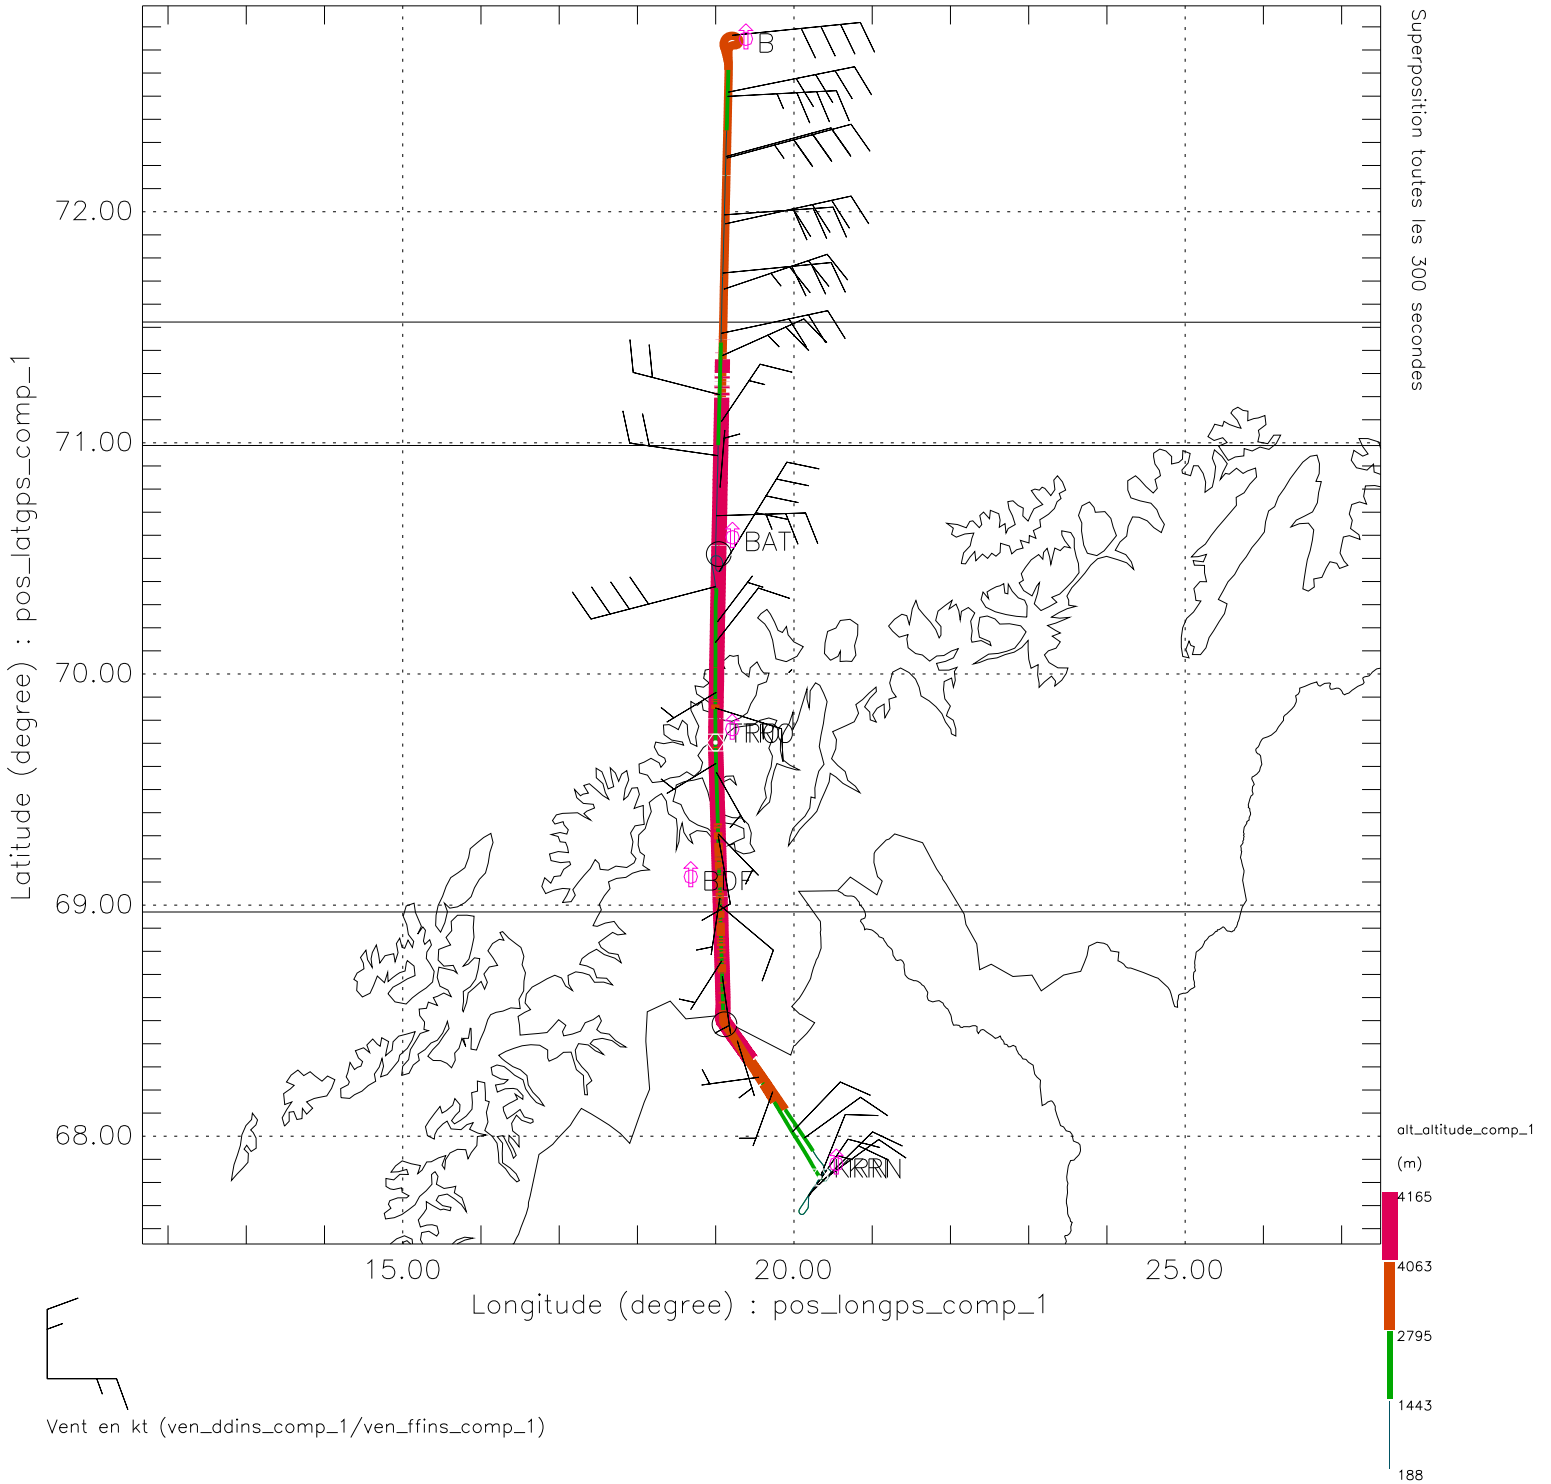 Superposition toutes les 300 secondes
B
72.00
71.00
BAT
70.00
BDF
69.00
68.00
15.00
20.00
25.00
Latitude (degree) : pos_latgps_comp_1
Longitude (degree) : pos_longps_comp_1
alt_altitude_comp_1
(m)
4165
4063
2795
1443
188
Vent en kt (ven_ddins_comp_1/ven_ffins_comp_1)